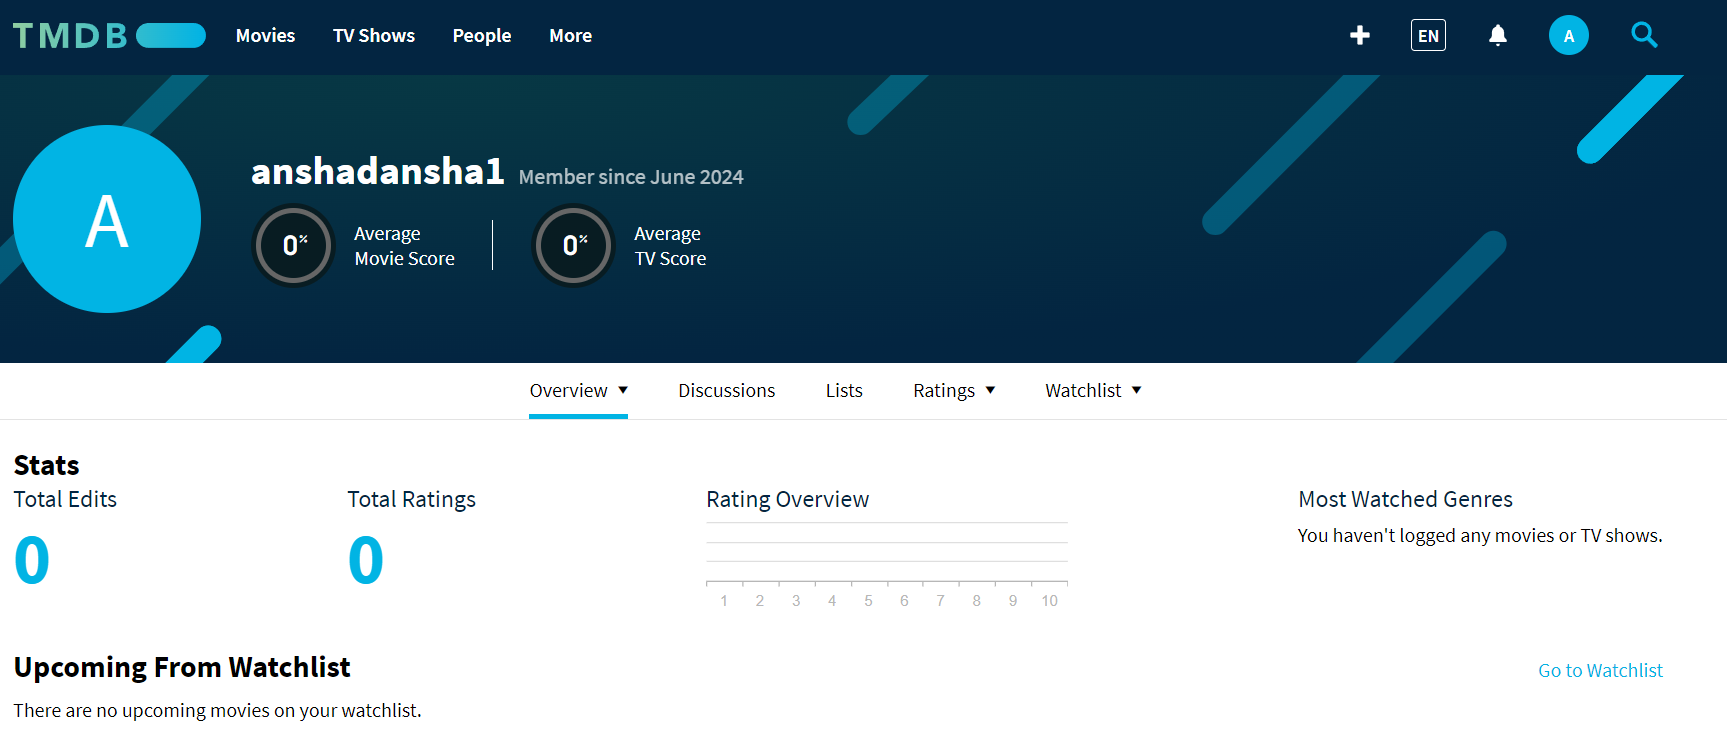 TMDB Movies TV Shows People More EN A
A
anshadansha1 Member since June 2024
0% Average Movie Score
0% Average TV Score
Overview Discussions Lists Ratings Watchlist
Stats
Total Edits
0
Total Ratings
0
Rating Overview
1 2 3 4 5 6 7 8 9 10
Most Watched Genres
You haven't logged any movies or TV shows.
Upcoming From Watchlist
Go to Watchlist
There are no upcoming movies on your watchlist.